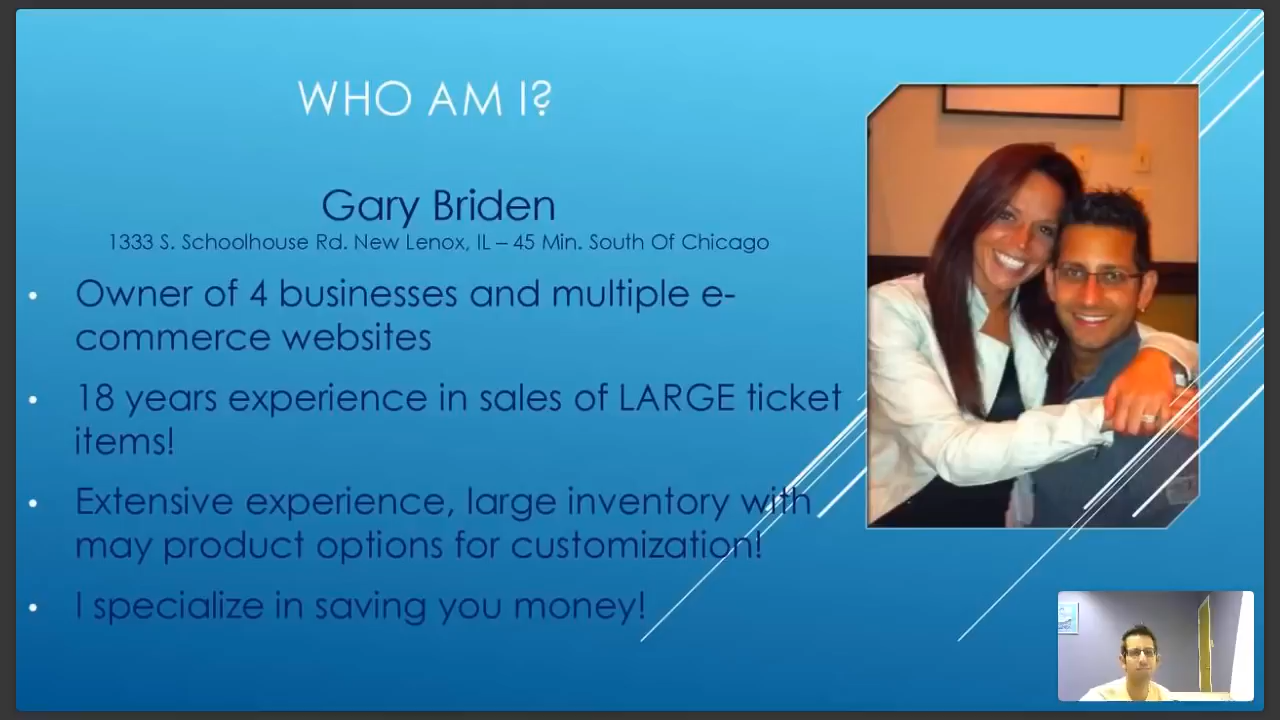 WHO AM I?
Gary Briden
1333 S. Schoolhouse Rd. New Lenox, IL – 45 Min. South Of Chicago
• Owner of 4 businesses and multiple e-
commerce websites
• 18 years experience in sales of LARGE ticket
items!
• Extensive experience, large inventory with
may product options for customization!
• I specialize in saving you money!